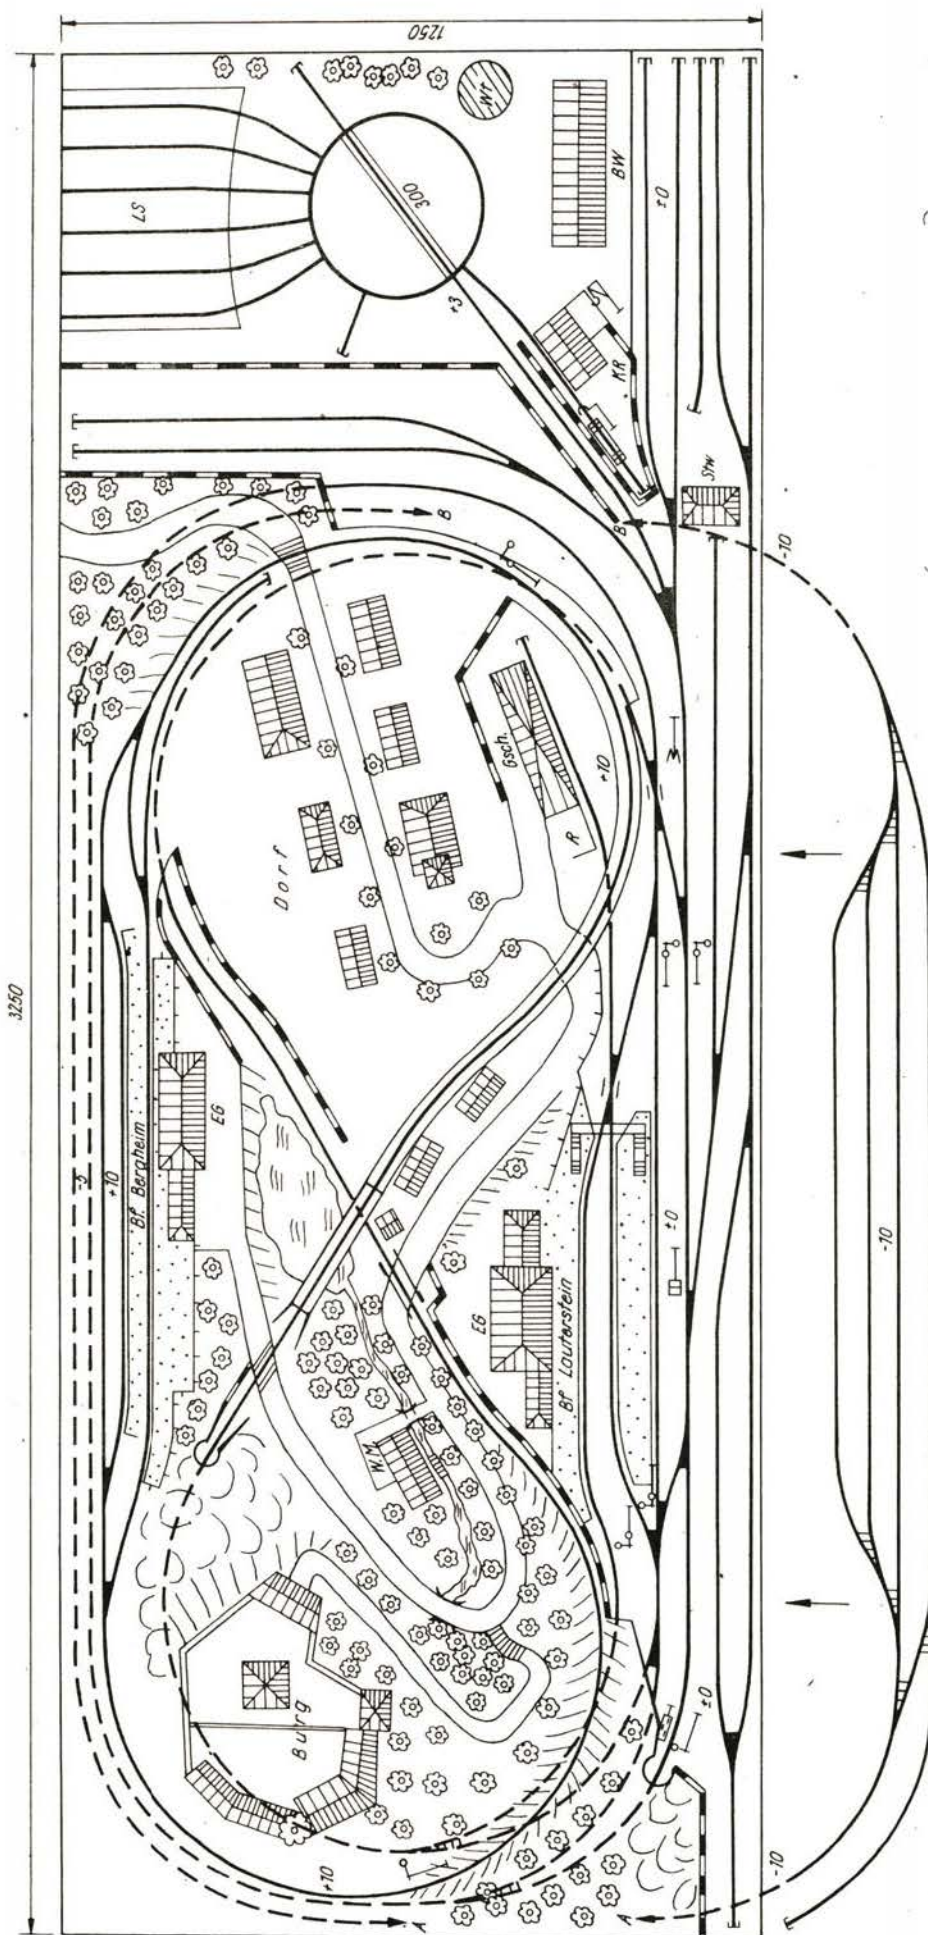 1250
3250
LS
WT
300
BW
±0
+3
KR
Stw
B
B
-10
Gsch.
R
+10
Dorf
EG
Bf. Bergheim
+10
-5
EG
Bf. Lauterstein
±0
-10
W.M.
Burg
+10
±0
-10
A
A